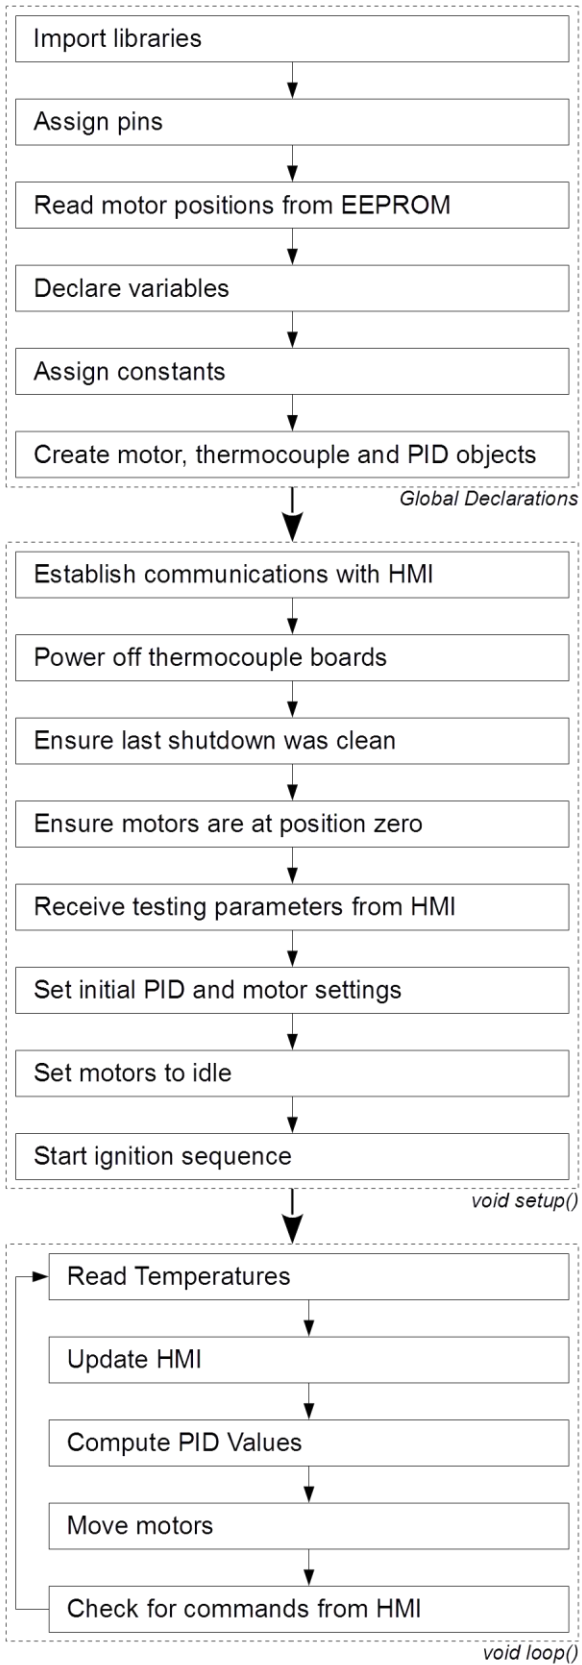 Import libraries
Assign pins
Read motor positions from EEPROM
Declare variables
Assign constants
Create motor, thermocouple and PID objects
Global Declarations
Establish communications with HMI
Power off thermocouple boards
Ensure last shutdown was clean
Ensure motors are at position zero
Receive testing parameters from HMI
Set initial PID and motor settings
Set motors to idle
Start ignition sequence
void setup()
Read Temperatures
Update HMI
Compute PID Values
Move motors
Check for commands from HMI
void loop()